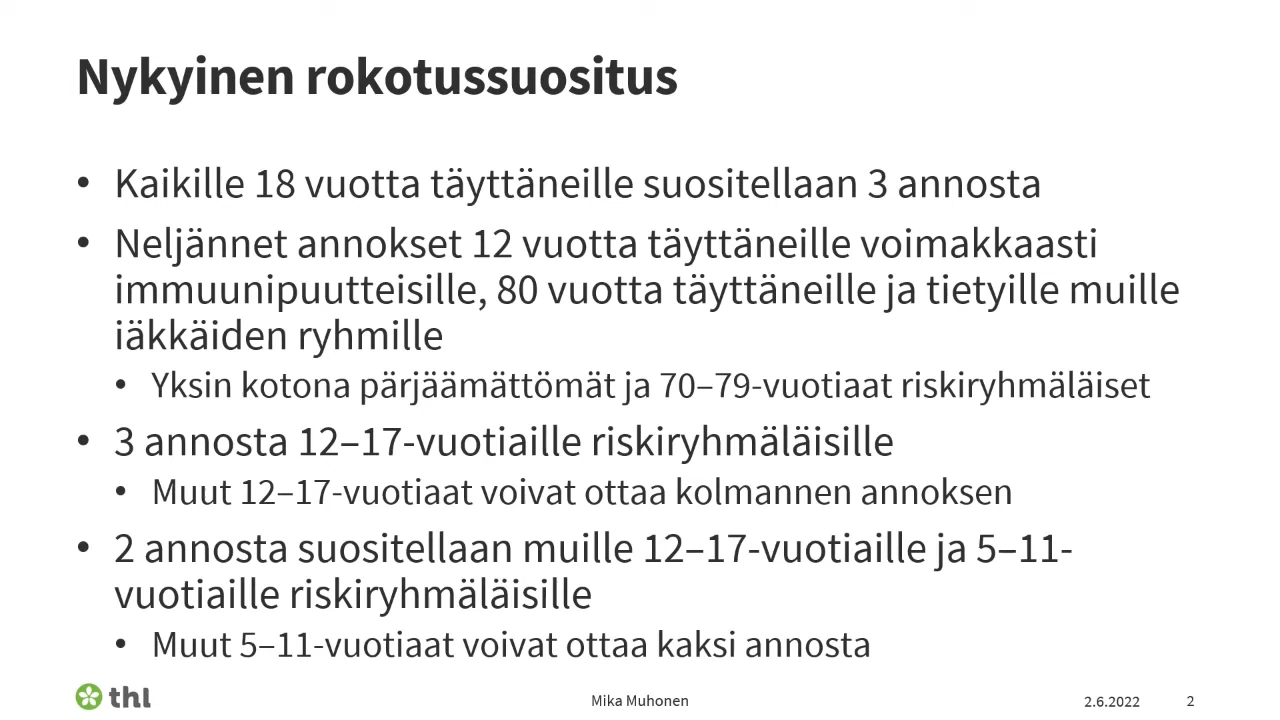 Nykyinen rokotussuositus
• Kaikille 18 vuotta täyttäneille suositellaan 3 annosta
• Neljännet annokset 12 vuotta täyttäneille voimakkaasti
immuunipuutteisille, 80 vuotta täyttäneille ja tietyille muille
iäkkäiden ryhmille
• Yksin kotona pärjäämättömät ja 70–79-vuotiaat riskiryhmäläiset
• 3 annosta 12–17-vuotiaille riskiryhmäläisille
• Muut 12–17-vuotiaat voivat ottaa kolmannen annoksen
• 2 annosta suositellaan muille 12–17-vuotiaille ja 5–11-
vuotiaille riskiryhmäläisille
• Muut 5–11-vuotiaat voivat ottaa kaksi annosta
thl
Mika Muhonen
2.6.2022
2